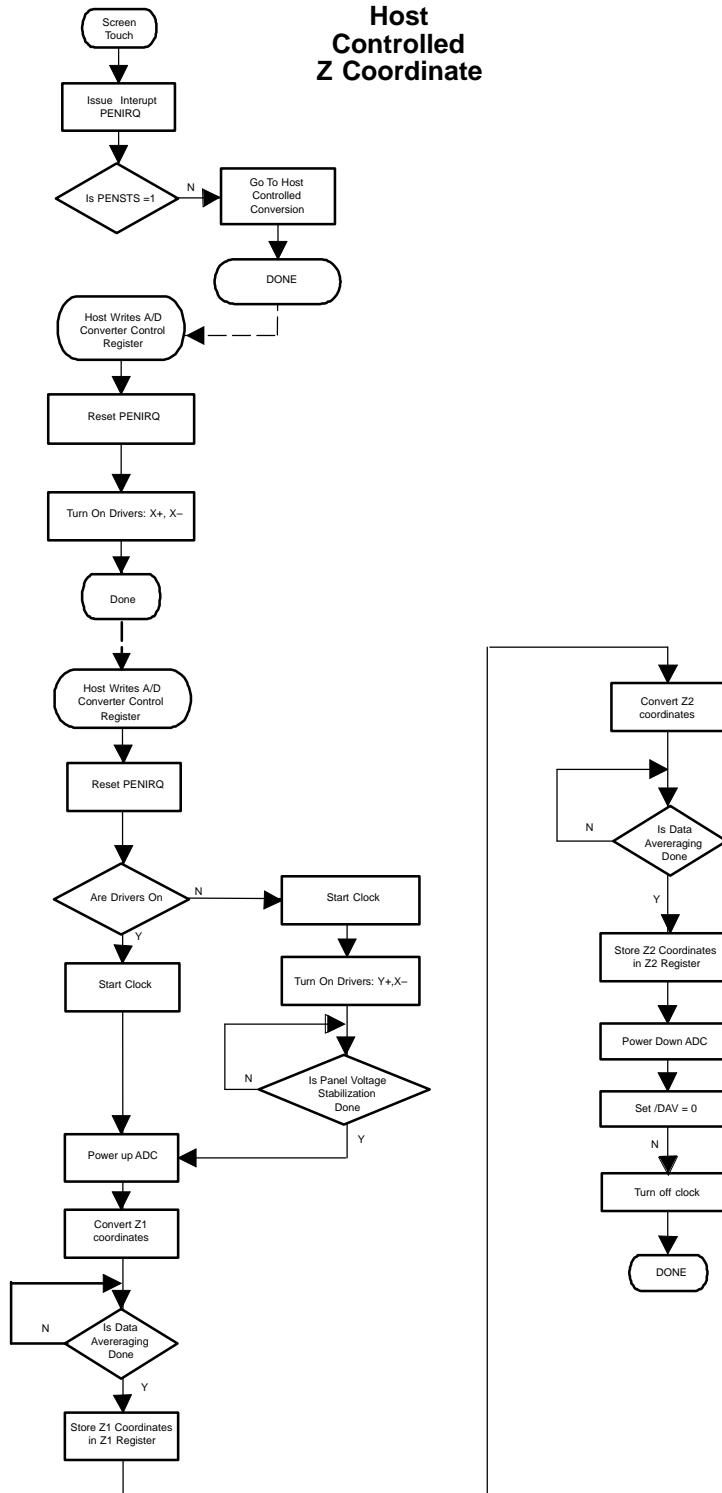 Host
Controlled
Z Coordinate
Screen
Touch
Issue Interupt
PENIRQ
Is PENSTS =1
N
Go To Host
Controlled
Conversion
DONE
Host Writes A/D
Converter Control
Register
Reset PENIRQ
Turn On Drivers: X+, X–
Done
Host Writes A/D
Converter Control
Register
Reset PENIRQ
Are Drivers On
N
Y
Start Clock
Start Clock
Turn On Drivers: Y+,X–
Is Panel Voltage
Stabilization
Done
N
Y
Power up ADC
Convert Z1
coordinates
Is Data
Avereraging
Done
N
Y
Store Z1 Coordinates
in Z1 Register
Convert Z2
coordinates
Is Data
Avereraging
Done
N
Y
Store Z2 Coordinates
in Z2 Register
Power Down ADC
Set /DAV = 0
N
Turn off clock
DONE